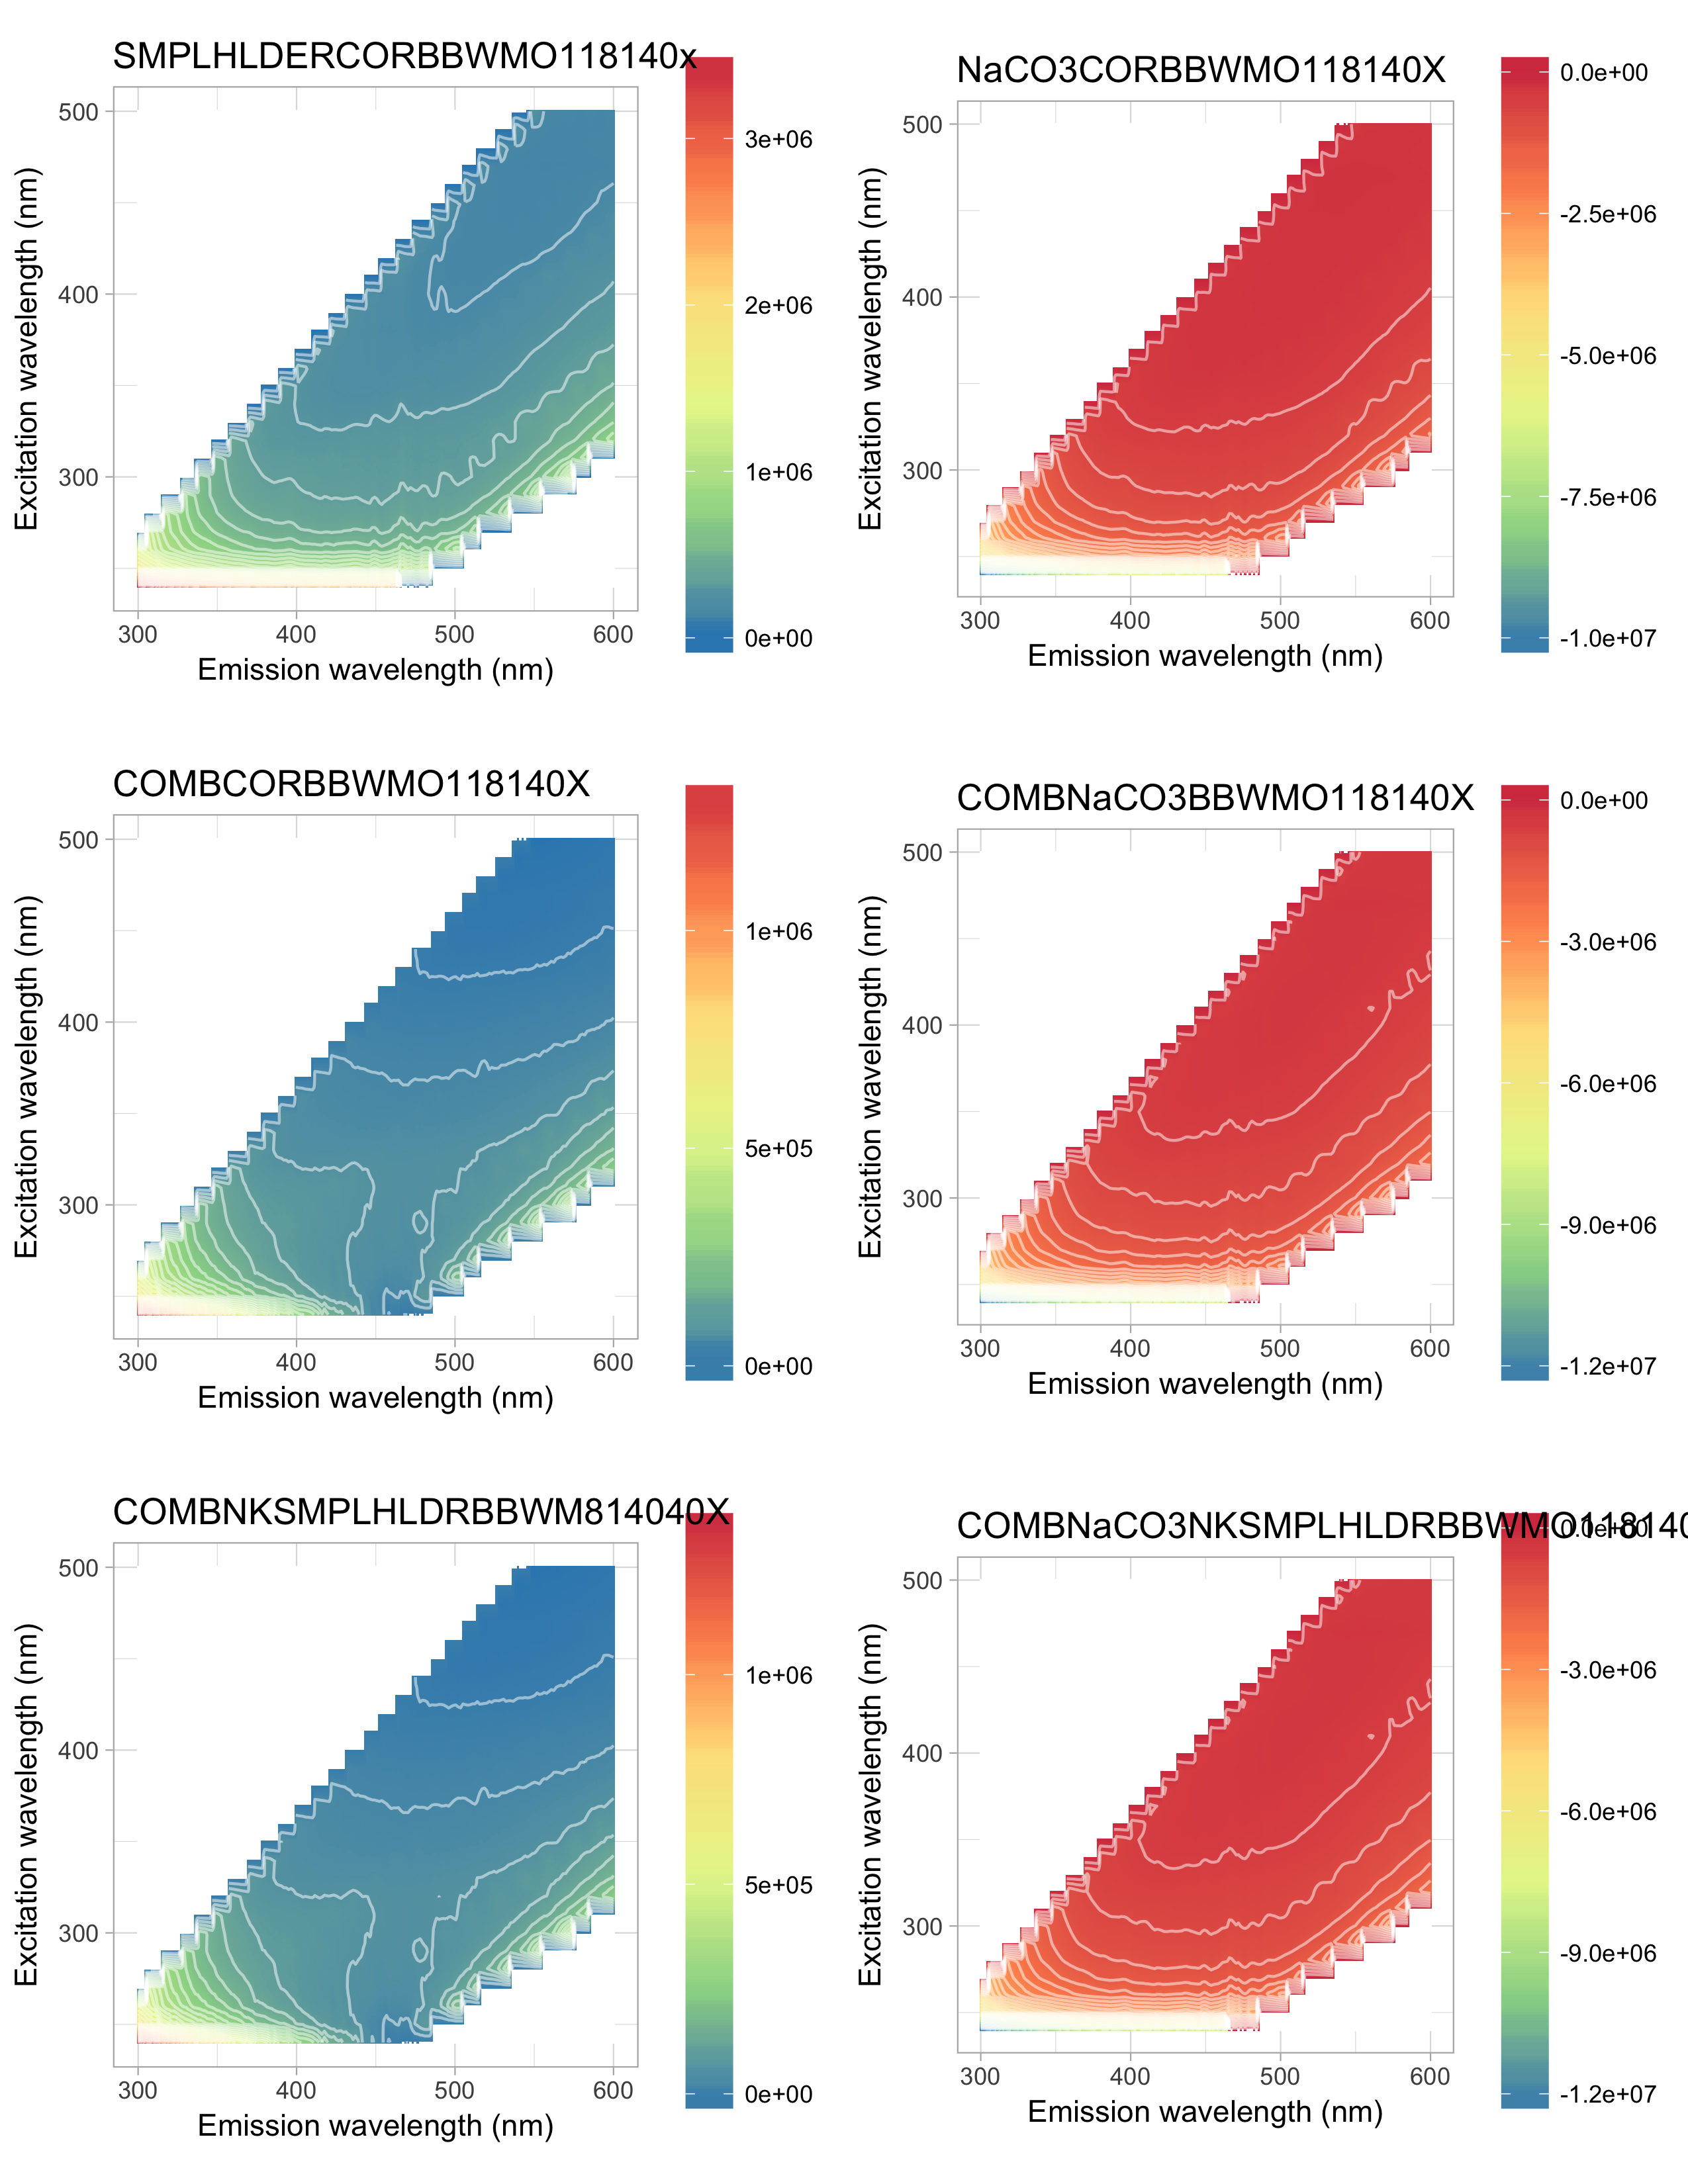 SMPLHLDERCORBBWMO118140x
Excitation wavelength (nm)
500
400
300
300 400 500 600
Emission wavelength (nm)
3e+06
2e+06
1e+06
0e+00
NaCO3CORBBWMO118140X
Excitation wavelength (nm)
500
400
300
300 400 500 600
Emission wavelength (nm)
0.0e+00
-2.5e+06
-5.0e+06
-7.5e+06
-1.0e+07
COMBCORBBWMO118140X
Excitation wavelength (nm)
500
400
300
300 400 500 600
Emission wavelength (nm)
1e+06
5e+05
0e+00
COMBNaCO3BBWMO118140X
Excitation wavelength (nm)
500
400
300
300 400 500 600
Emission wavelength (nm)
0.0e+00
-3.0e+06
-6.0e+06
-9.0e+06
-1.2e+07
COMBNKSMPLHLDRBBWM814040X
Excitation wavelength (nm)
500
400
300
300 400 500 600
Emission wavelength (nm)
1e+06
5e+05
0e+00
COMBNaCO3NKSMPLHLDRBBWMO118140
Excitation wavelength (nm)
500
400
300
300 400 500 600
Emission wavelength (nm)
0.0e+00
-3.0e+06
-6.0e+06
-9.0e+06
-1.2e+07